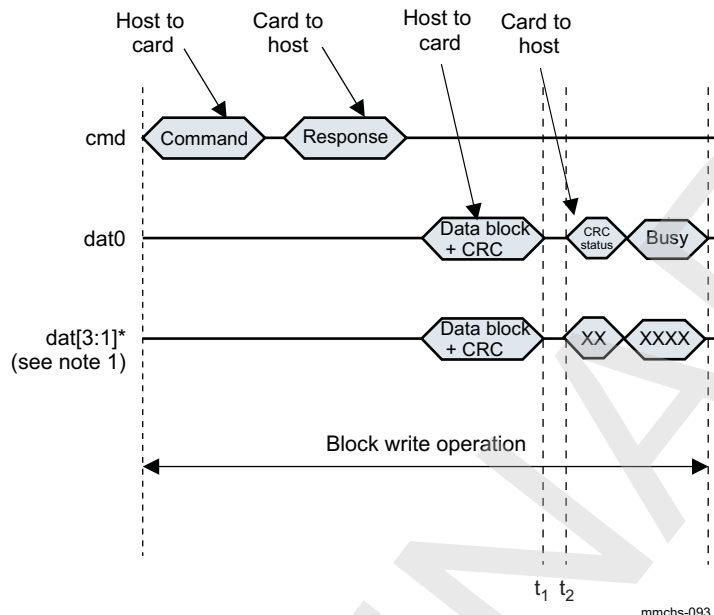 Host to
card
Card to
host
Host to
card
Card to
host
cmd
Command
Response
dat0
Data block
+ CRC
CRC
status
Busy
dat[3:1]*
(see note 1)
Data block
+ CRC
XX
XXXX
Block write operation
t1 t2
mmchs-093